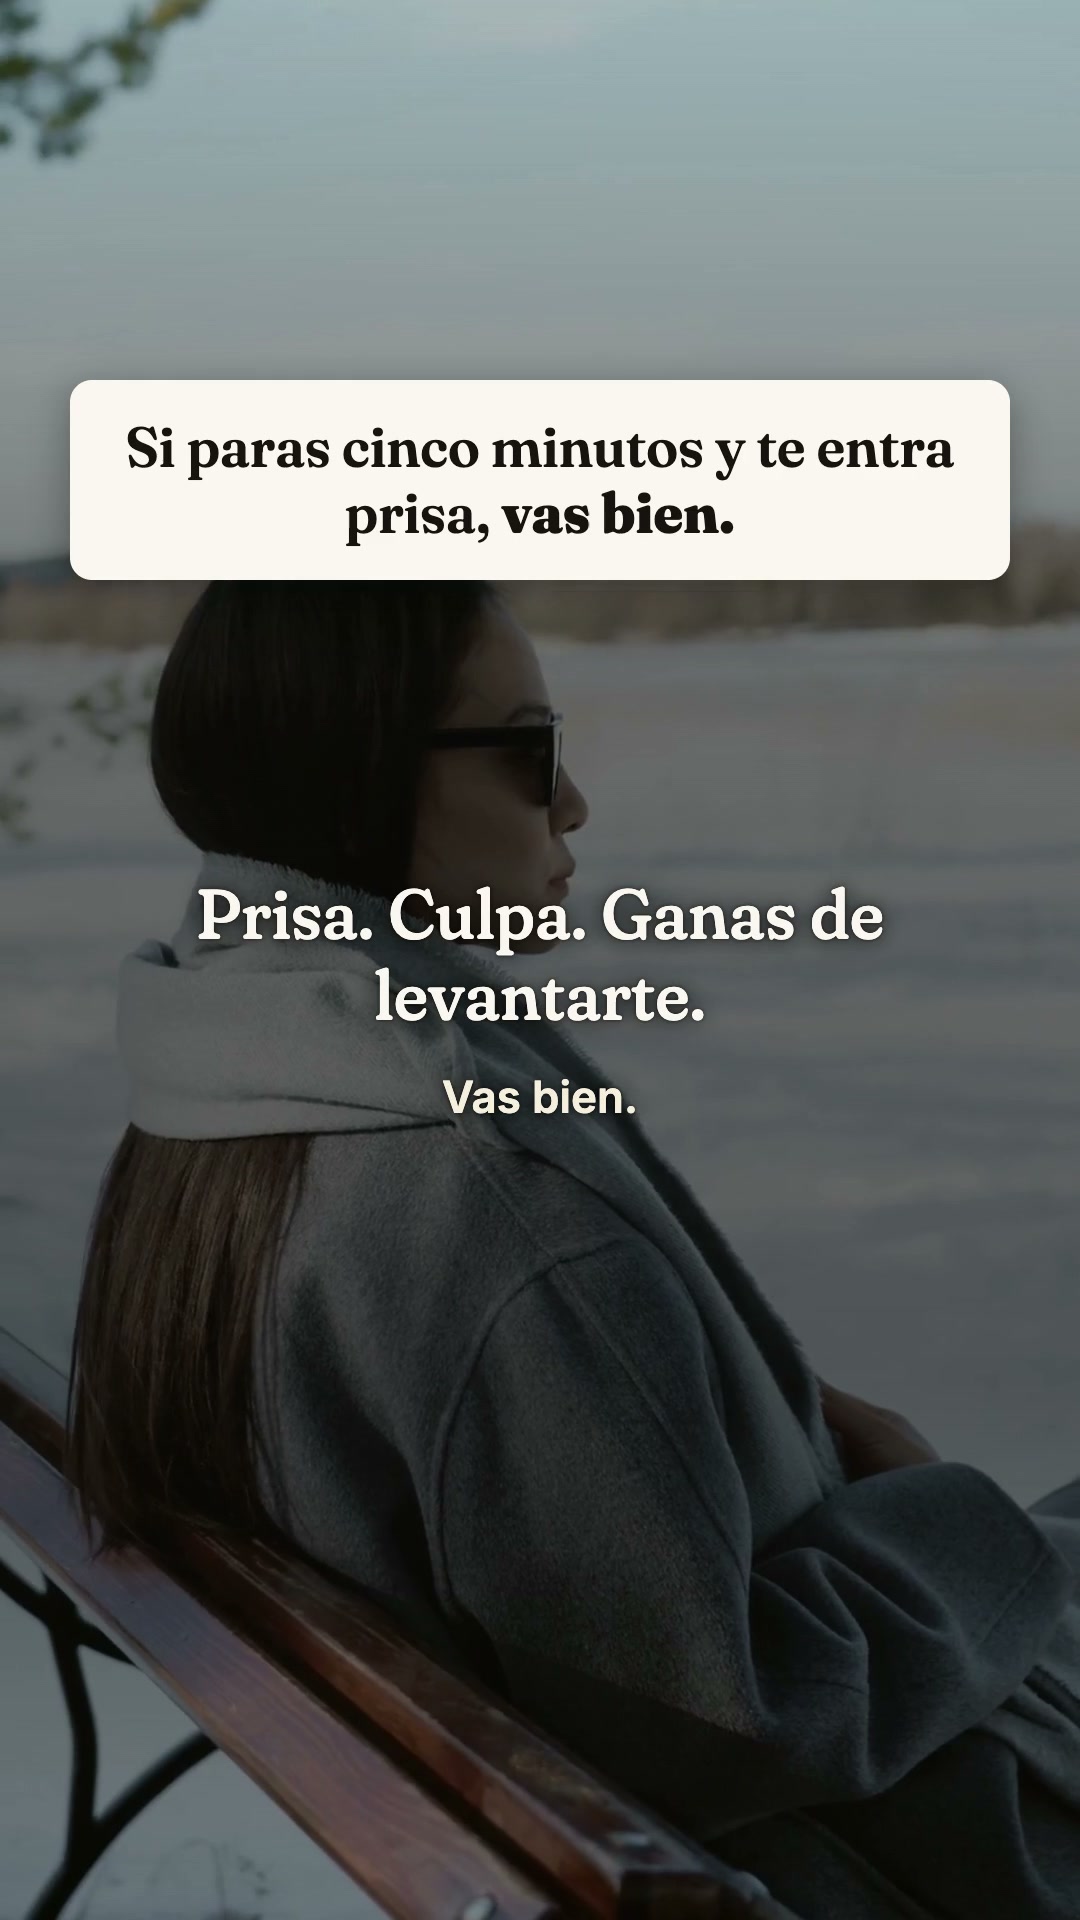 Si paras cinco minutos y te entra
prisa, vas bien.
Prisa. Culpa. Ganas de
levantarte.
Vas bien.